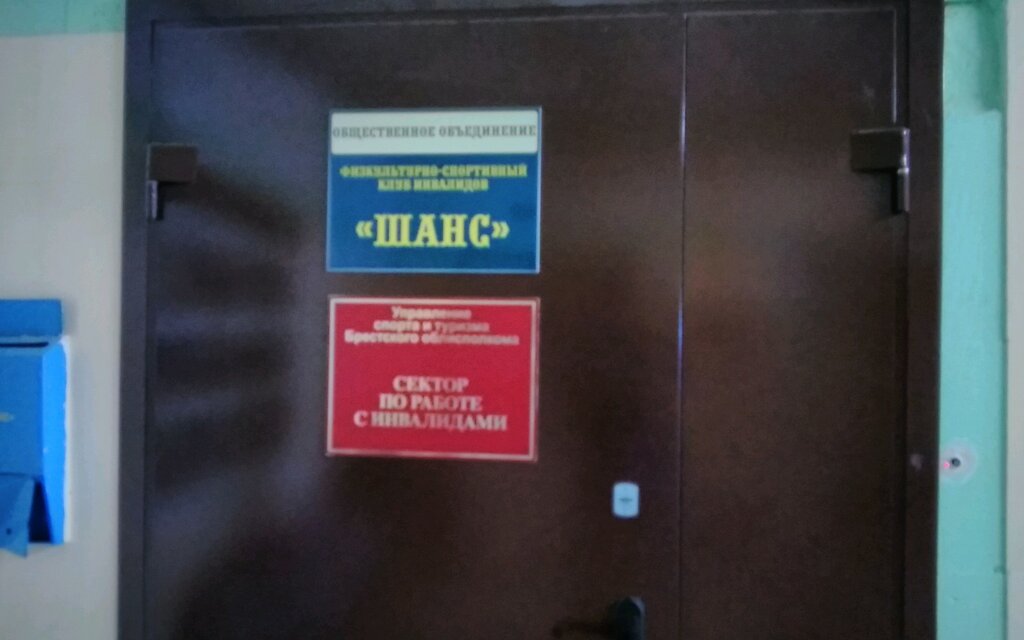 ОБЩЕСТВЕННОЕ ОБЪЕДИНЕНИЕ
ФИЗКУЛЬТУРНО-СПОРТИВНЫЙ
КЛУБ ИНВАЛИДОВ
«ШАНС»
Управление
спорта и туризма
Брестского облисполкома
СЕКТОР
ПО РАБОТЕ
С ИНВАЛИДАМИ